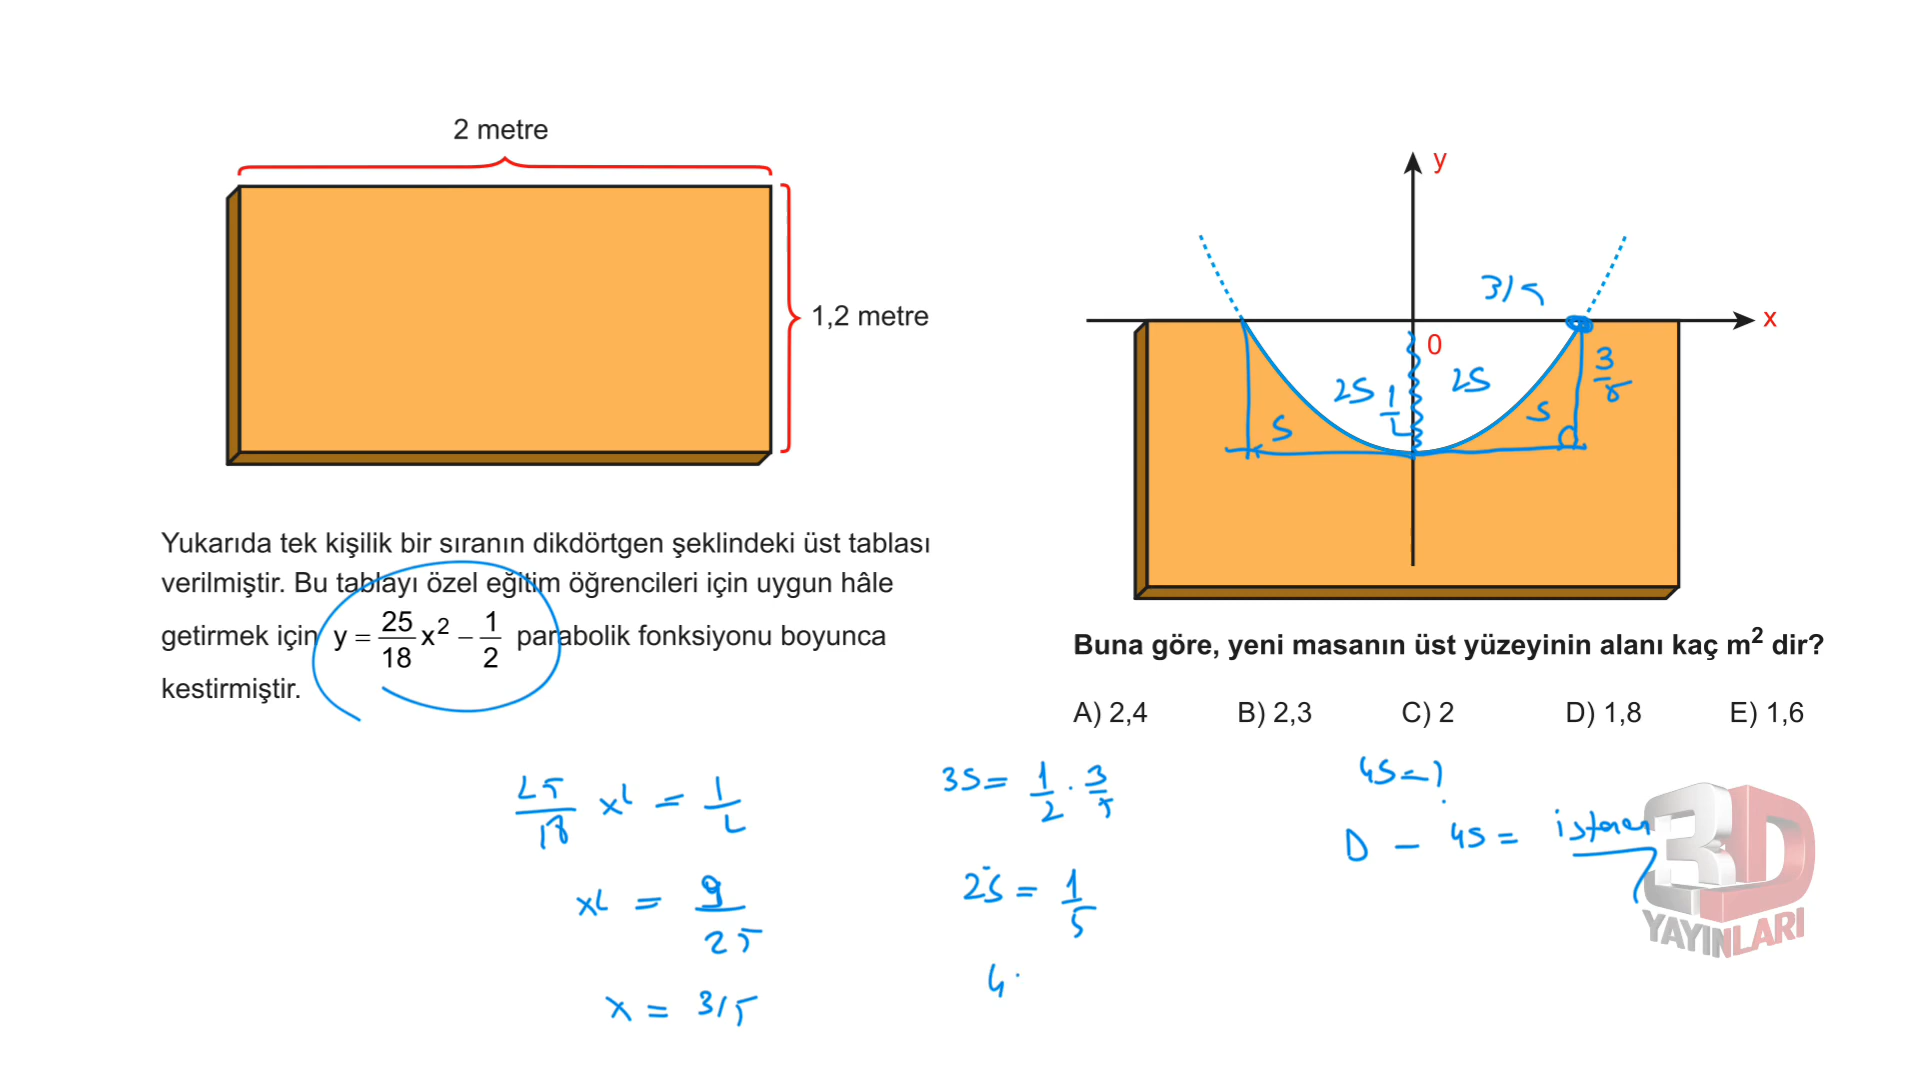 2 metre
1,2 metre
Yukarıda tek kişilik bir sıranın dikdörtgen şeklindeki üst tablası
verilmiştir. Bu tablayı özel eğitim öğrencileri için uygun hâle
getirmek için y = 25/18 x² − 1/2 parabolik fonksiyonu boyunca
kestirmiştir.
y
x
0
3/5
3/5
2S 1/2 2S
S S
Buna göre, yeni masanın üst yüzeyinin alanı kaç m² dir?
A) 2,4 B) 2,3 C) 2 D) 1,8 E) 1,6
25/18 x² = 1/2
x² = 9/25
x = 3/5
3S = 1/2 · 3/5
2S = 1/5
4
4S = ?
D − 4S = istenen
3D
YAYINLARI